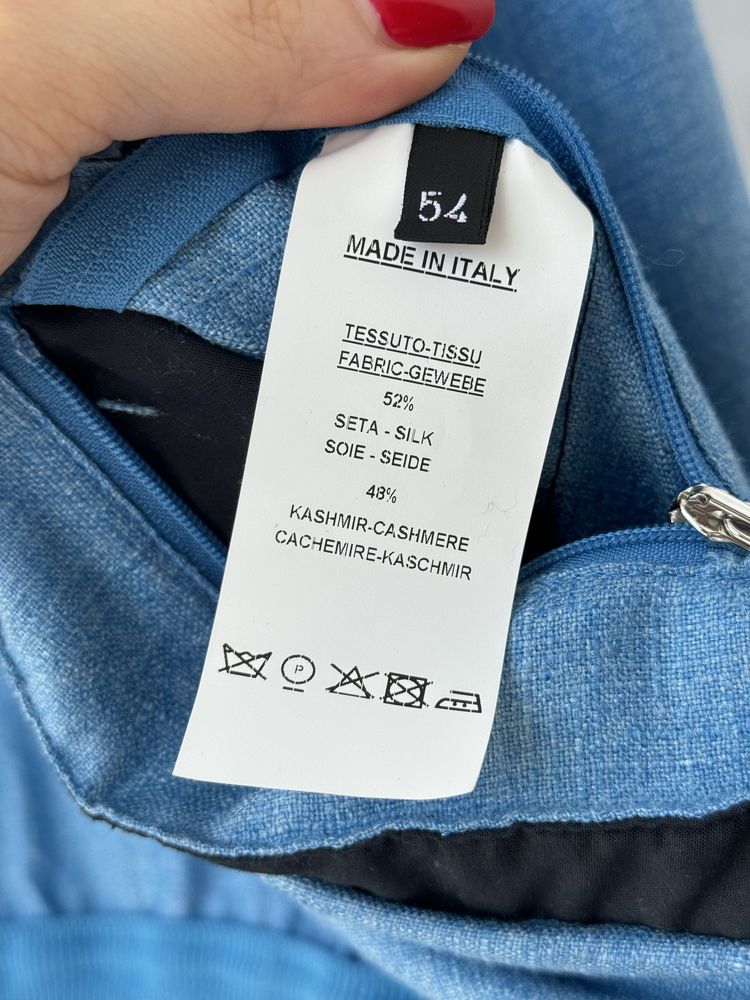 54
MADE IN ITALY
TESSUTO-TISSU
FABRIC-GEWEBE
52%
SETA - SILK
SOIE - SEIDE
48%
KASHMIR-CASHMERE
CACHEMIRE-KASCHMIR
P